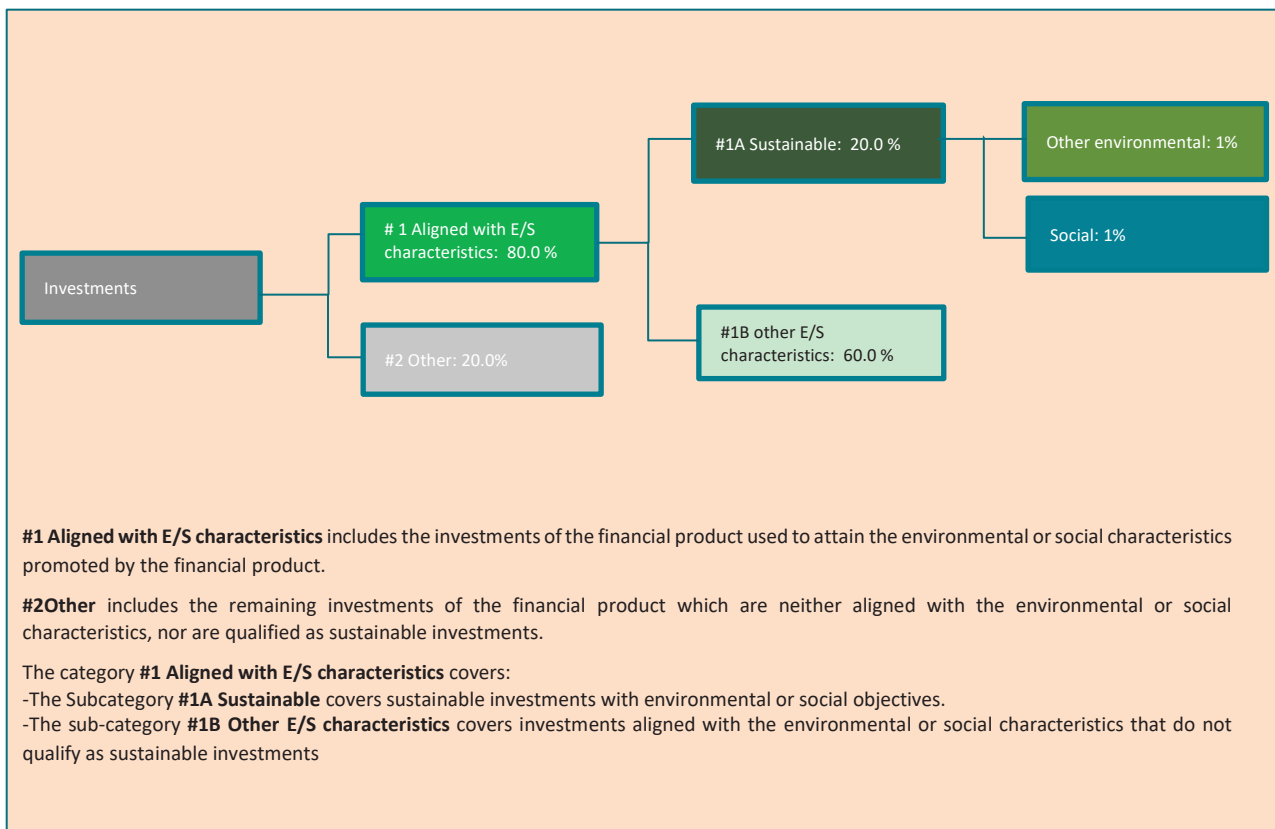 #1A Sustainable: 20.0 %
Other environmental: 1%
# 1 Aligned with E/S
characteristics: 80.0 %
Social: 1%
Investments
#2 Other: 20.0%
#1B other E/S
characteristics: 60.0 %
#1 Aligned with E/S characteristics includes the investments of the financial product used to attain the environmental or social characteristics
promoted by the financial product.
#2Other includes the remaining investments of the financial product which are neither aligned with the environmental or social
characteristics, nor are qualified as sustainable investments.
The category #1 Aligned with E/S characteristics covers:
-The Subcategory #1A Sustainable covers sustainable investments with environmental or social objectives.
-The sub-category #1B Other E/S characteristics covers investments aligned with the environmental or social characteristics that do not
qualify as sustainable investments